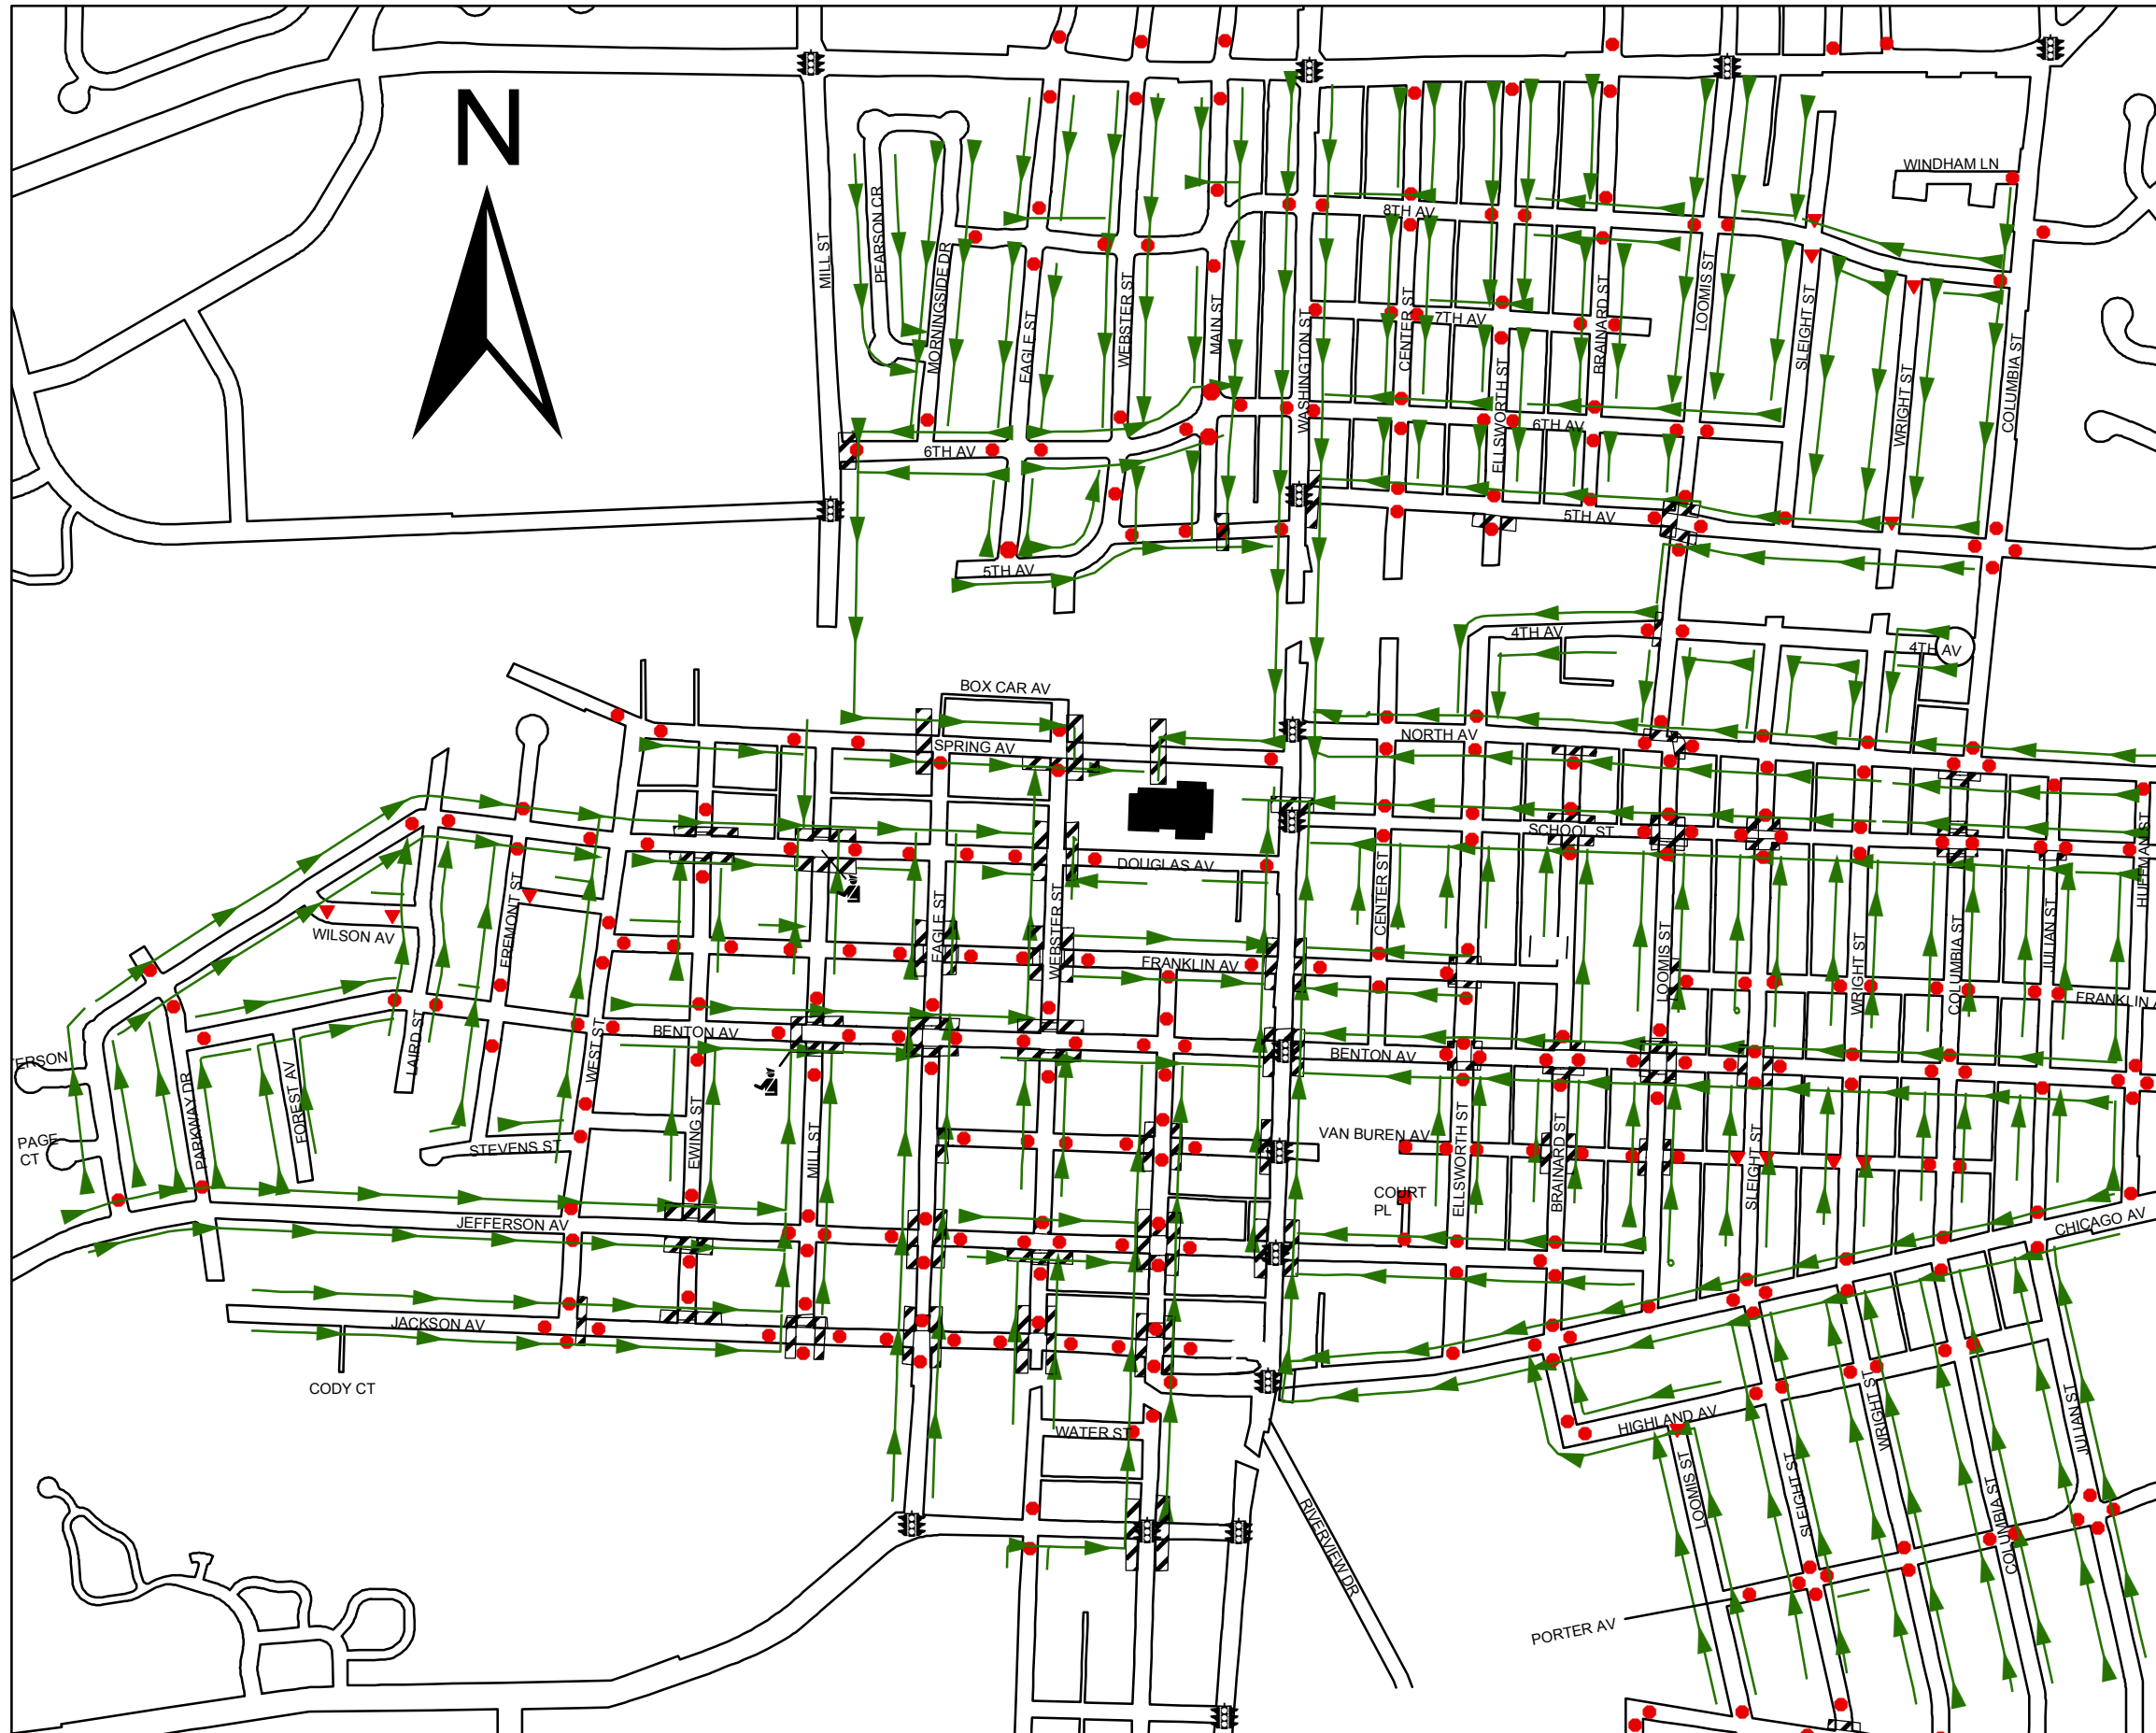 N
WINDHAM LN
8TH AV
PEARSON CR
MILL ST
MORNINGSIDE DR
WEBSTER ST
MAIN ST
EAGLE ST
WASHINGTON ST
CENTER ST
7TH AV
BRAINARD ST
LOOMIS ST
SLEIGHT ST
COLUMBIA ST
WRIGHT ST
ELLSWORTH ST
6TH AV
6TH AV
5TH AV
5TH AV
4TH AV
4TH AV
BOX CAR AV
SPRING AV
NORTH AV
SCHOOL ST
HUFFMAN ST
DOUGLAS AV
CENTER ST
FREMONT ST
EAGLE ST
WEBSTER ST
WILSON AV
FRANKLIN AV
LOOMIS ST
WRIGHT ST
COLUMBIA ST
JULIAN ST
FRANKLIN A
BENTON AV
BENTON AV
LAIRD ST
WEST ST
ERSON
FOREST AV
PARKWAY DR
PAGE
CT
STEVENS ST
EWING ST
MILL ST
VAN BUREN AV
ELLSWORTH ST
BRAINARD ST
SLEIGHT ST
COURT
PL
JEFFERSON AV
CHICAGO AV
JACKSON AV
CODY CT
HIGHLAND AV
WATER ST
WRIGHT ST
JULIAN ST
LOOMIS ST
SLEIGHT ST
COLUMBIA ST
RIVERVIEW DR
PORTER AV